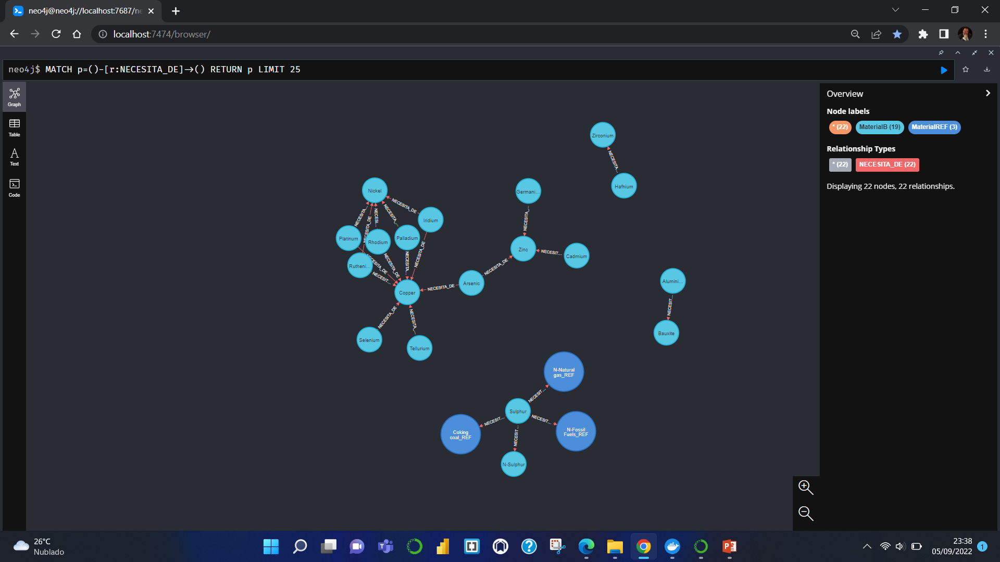 neo4j@neo4j://localhost:7687/ne
localhost:7474/browser/
neo4j$ MATCH p=()-[r:NECESITA_DE]→() RETURN p LIMIT 25
Graph
Table
Text
Code
Overview
Node labels
* (22) MaterialB (19) MaterialREF (3)
Relationship Types
* (22) NECESITA_DE (22)
Displaying 22 nodes, 22 relationships.
Zirconium
NECESITA…
Hafnium
Nickel
NECESITA_DE
Iridium
NECESITA…
NECESITA_DE
NECESI…
NECESITA_…
Platinum
Rhodium
Palladium
Rutheni…
NECESITA_DE
NECESIT…
NECESITA_DE
NECESITA…
NECESITA_DE
Copper
NECESITA_DE
Arsenic
NECESITA_DE
Germani…
NECESITA_…
Zinc
NECESIT…
Cadmium
NECESITA_DE
NECESITA_…
Selenium
Tellurium
Alumini…
NECESIT…
Bauxite
N-Natural
gas_REF
NECESIT…
Sulphur
NECESIT…
NECESIT…
Coking
coal_REF
N-Fossil
Fuels_REF
NECESIT…
N-Sulphur
26°C
Nublado
23:38
05/09/2022
1